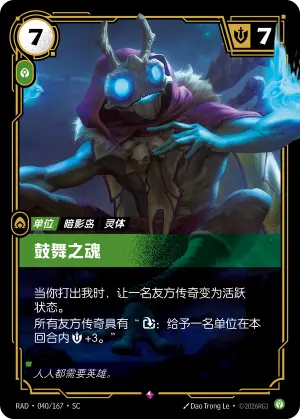 7
7
单位 暗影岛 灵体
鼓舞之魂
当你打出我时，让一名友方传奇变为活跃
状态。
所有友方传奇具有“ ：给予一名单位在本
回合内 +3。”
人人都需要英雄。
RAD • 040/167 • SC
Dao Trong Le
©2026RGI